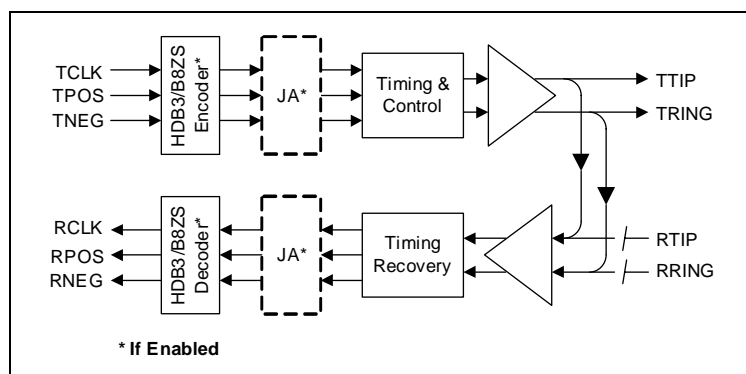 TCLK
TPOS
TNEG
HDB3/B8ZS
Encoder*
JA*
Timing &
Control
TTIP
TRING
RCLK
RPOS
RNEG
HDB3/B8ZS
Decoder*
JA*
Timing
Recovery
RTIP
RRING
* If Enabled